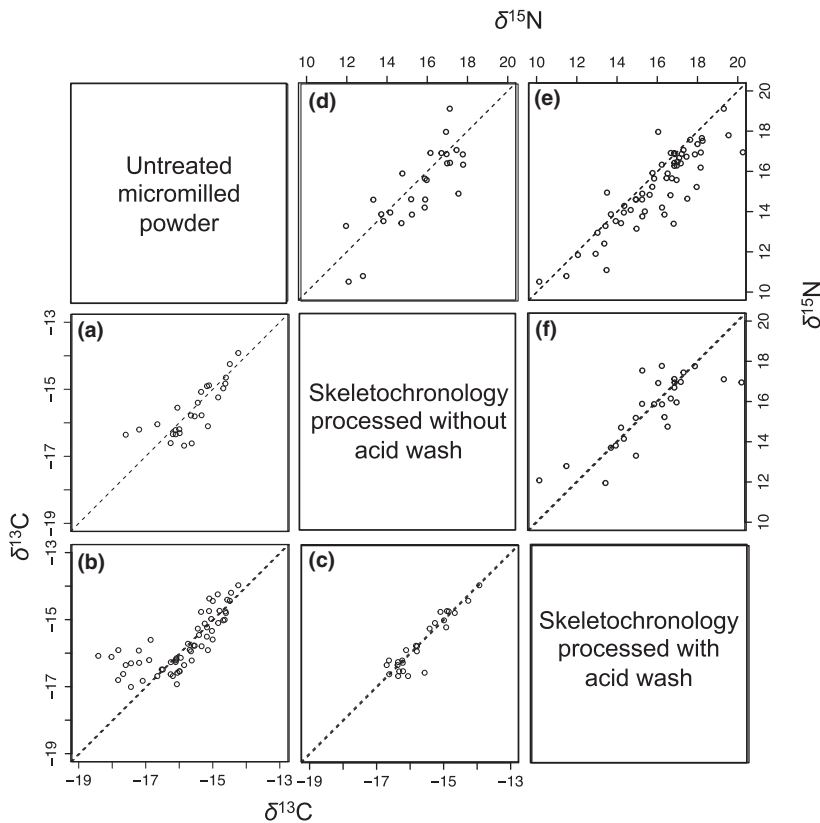 δ15N
10 12 14 16 18 20 10 12 14 16 18 20
Untreated
micromilled
powder
(d)
(e)
10 12 14 16 18 20
δ15N
−19 −17 −15 −13
(a)
Skeletochronology
processed without
acid wash
(f)
10 12 14 16 18 20
δ13C
−19 −17 −15 −13
(b)
(c)
Skeletochronology
processed with
acid wash
−19 −17 −15 −13 −19 −17 −15 −13
δ13C